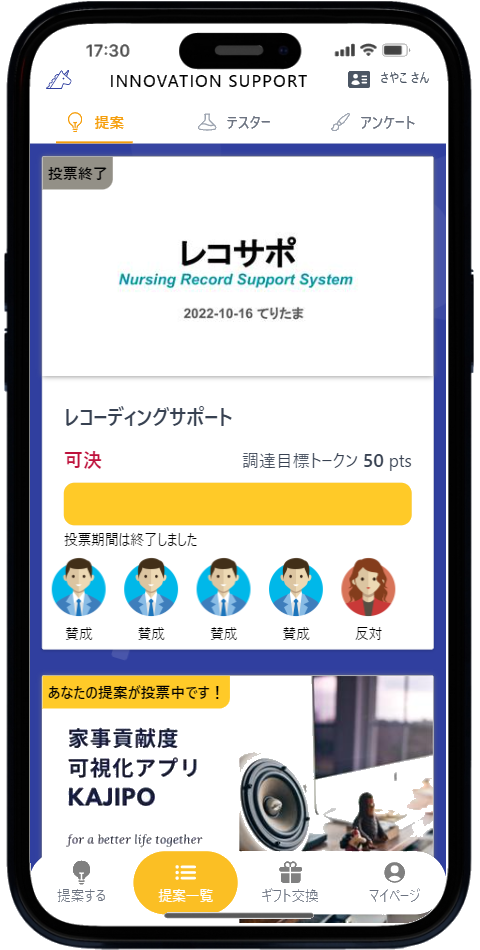 17:30
INNOVATION SUPPORT
さやこ さん
提案
テスター
アンケート
投票終了
レコサポ
Nursing Record Support System
2022-10-16 てりたま
レコーディングサポート
可決
調達目標トークン 50 pts
投票期間は終了しました
賛成
賛成
賛成
賛成
反対
あなたの提案が投票中です！
家事貢献度
可視化アプリ
KAJIPO
for a better life together
提案する
提案一覧
ギフト交換
マイページ